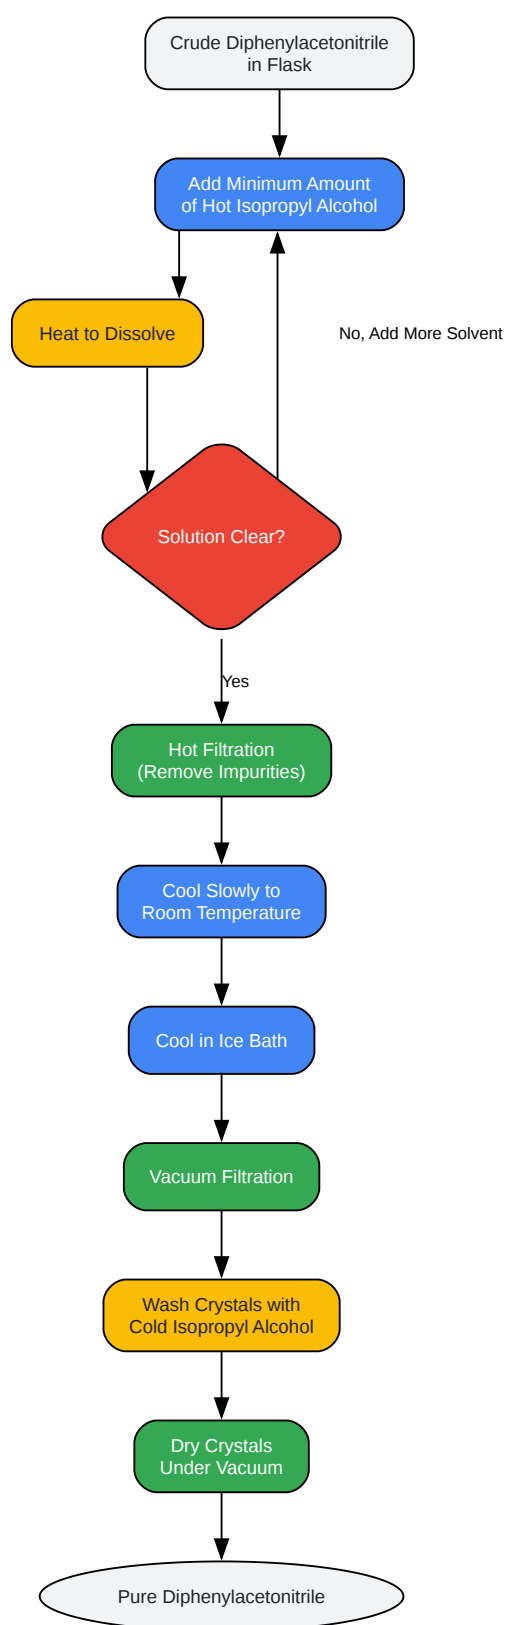 Crude Diphenylacetonitrile
in Flask
Add Minimum Amount
of Hot Isopropyl Alcohol
Heat to Dissolve
No, Add More Solvent
Solution Clear?
Yes
Hot Filtration
(Remove Impurities)
Cool Slowly to
Room Temperature
Cool in Ice Bath
Vacuum Filtration
Wash Crystals with
Cold Isopropyl Alcohol
Dry Crystals
Under Vacuum
Pure Diphenylacetonitrile